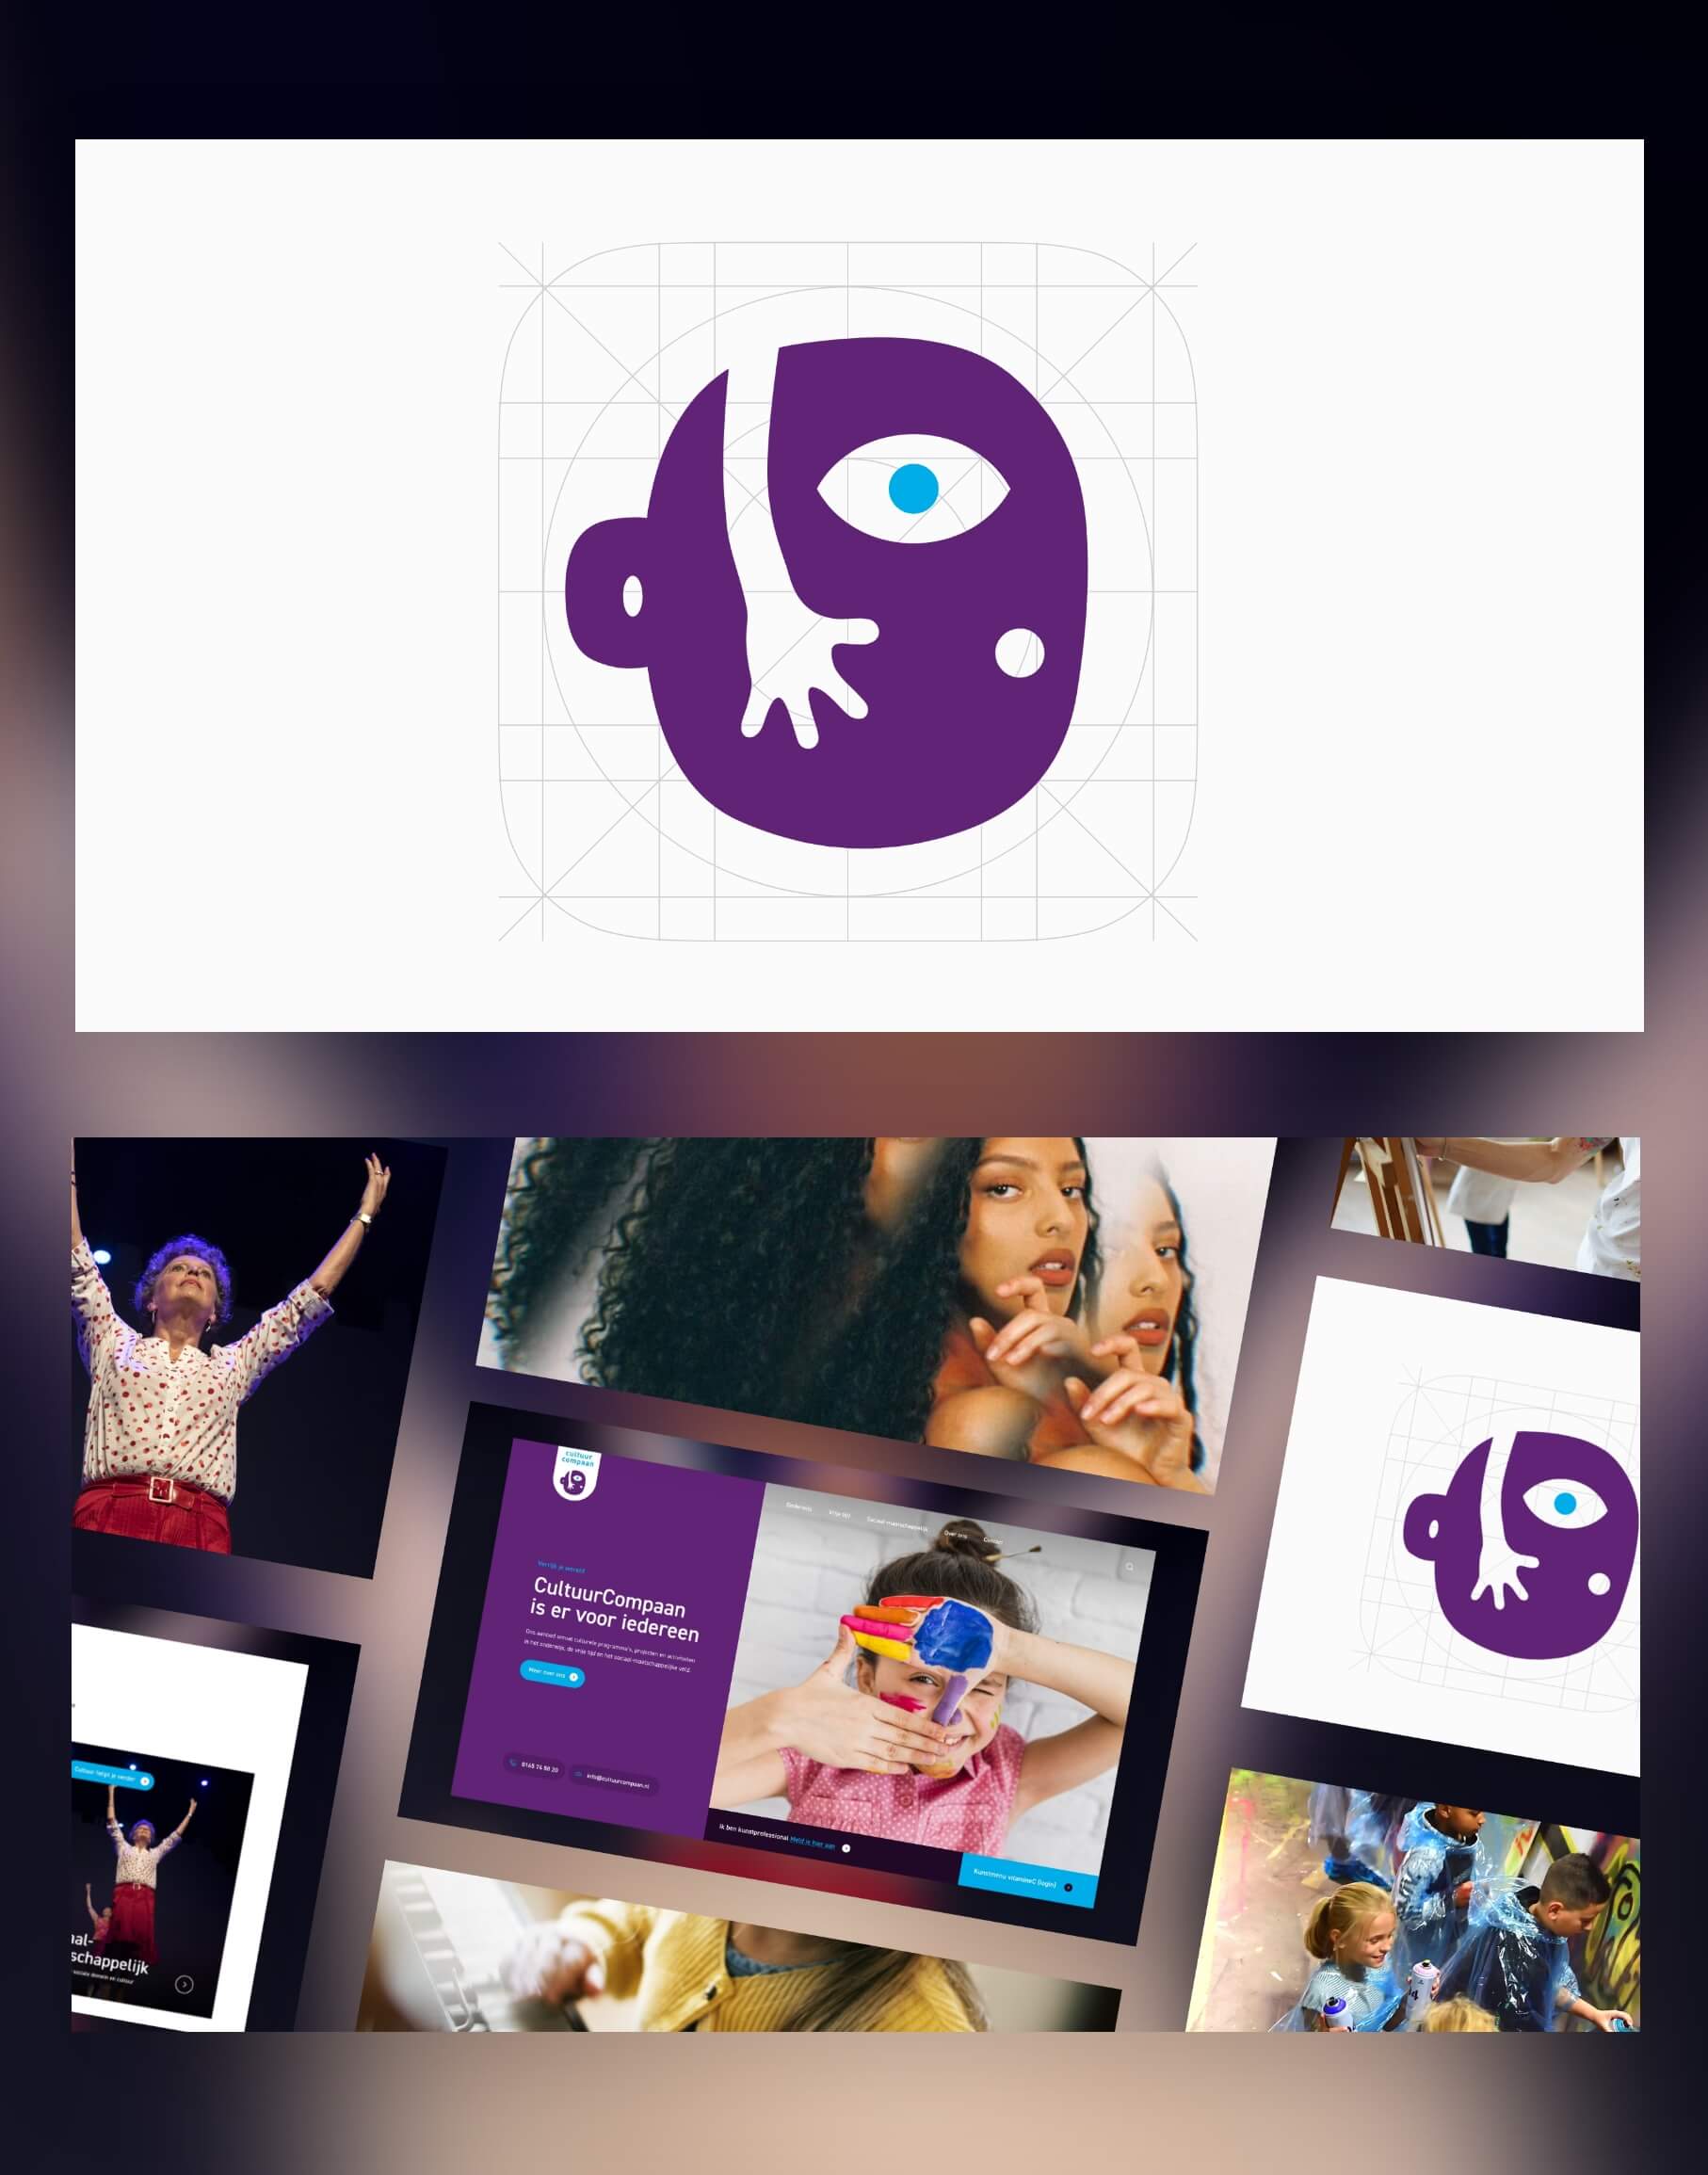 cultuur
compaan
Onderwijs
Vrije tijd
Sociaal-maatschappelijk
Over ons
Contact
Verrijk je wereld
CultuurCompaan
is er voor iedereen
Ons aanbod omvat culturele programma's, projecten en activiteiten
in het onderwijs, de vrije tijd en het sociaal-maatschappelijke veld.
Meer over ons
0165 74 80 20
info@cultuurcompaan.nl
Ik ben kunstprofessional Meld je hier aan
Kunstmenu vitamineC (login)
Cultuur helpt je verder
aal-
schappelijk
sociale domein en cultuur